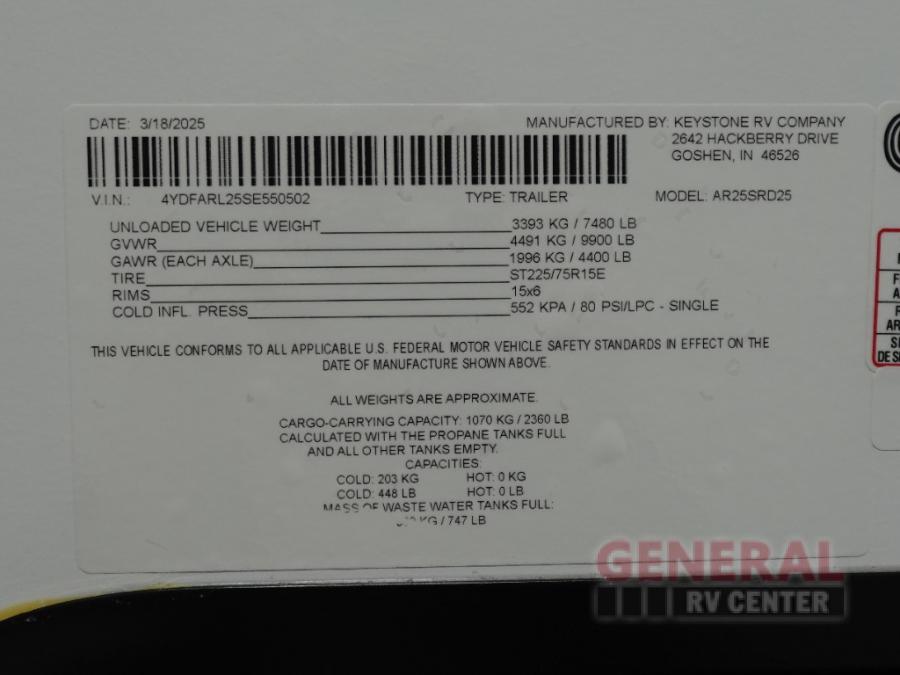 DATE: 3/18/2025
MANUFACTURED BY: KEYSTONE RV COMPANY
2642 HACKBERRY DRIVE
GOSHEN, IN 46526
V.I.N.: 4YDFARL25SE550502 TYPE: TRAILER MODEL: AR25SRD25
UNLOADED VEHICLE WEIGHT 3393 KG / 7480 LB
GVWR 4491 KG / 9900 LB
GAWR (EACH AXLE) 1996 KG / 4400 LB
TIRE ST225/75R15E
RIMS 15x6
COLD INFL. PRESS 552 KPA / 80 PSI/LPC - SINGLE
THIS VEHICLE CONFORMS TO ALL APPLICABLE U.S. FEDERAL MOTOR VEHICLE SAFETY STANDARDS IN EFFECT ON THE
DATE OF MANUFACTURE SHOWN ABOVE.
ALL WEIGHTS ARE APPROXIMATE.
CARGO-CARRYING CAPACITY: 1070 KG / 2360 LB
CALCULATED WITH THE PROPANE TANKS FULL
AND ALL OTHER TANKS EMPTY.
CAPACITIES:
COLD: 203 KG HOT: 0 KG
COLD: 448 LB HOT: 0 LB
MASS OF WASTE WATER TANKS FULL:
KG / 747 LB
GENERAL
RV CENTER